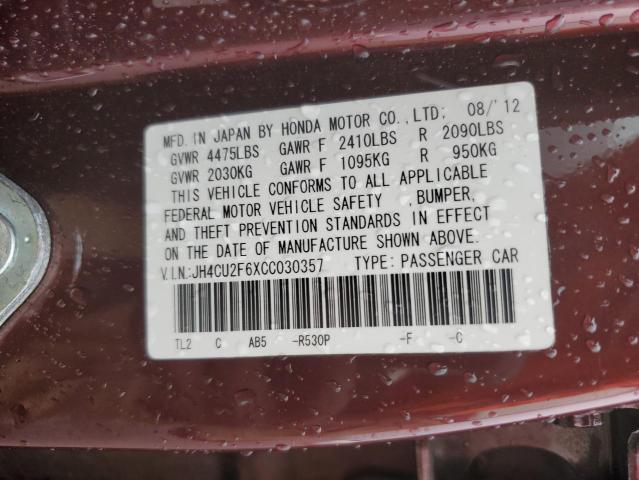 MFD. IN JAPAN BY HONDA MOTOR CO.,LTD; 08/'12
GVWR 4475LBS GAWR F 2410LBS R 2090LBS
GVWR 2030KG GAWR F 1095KG R 950KG
THIS VEHICLE CONFORMS TO ALL APPLICABLE
FEDERAL MOTOR VEHICLE SAFETY ,BUMPER,
AND THEFT PREVENTION STANDARDS IN EFFECT
ON THE DATE OF MANUFACTURE SHOWN ABOVE.
V.I.N:JH4CU2F6XCC030357 TYPE: PASSENGER CAR
TL2 C AB5 -R530P -F -C